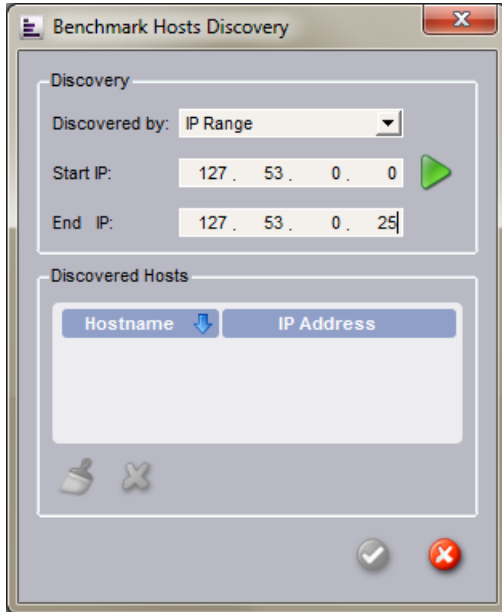 Benchmark Hosts Discovery
Discovery
Discovered by: IP Range
Start IP: 127 . 53 . 0 . 0
End IP: 127 . 53 . 0 . 25
Discovered Hosts
Hostname IP Address